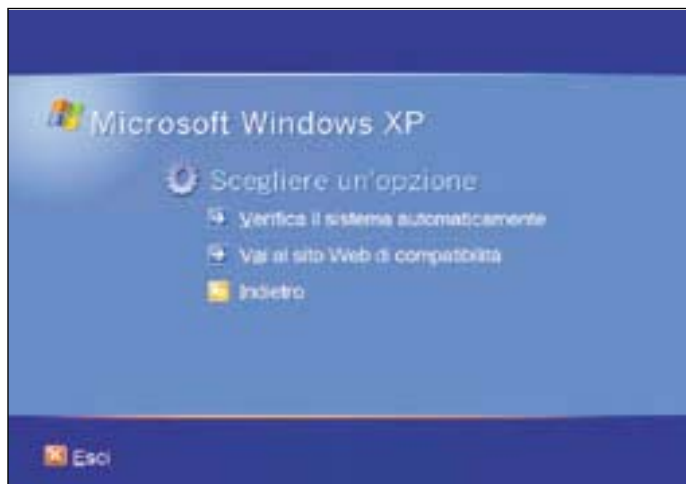 Microsoft Windows XP
Scegliere un'opzione
Verifica il sistema automaticamente
Vai al sito Web di compatibilità
Indietro
Esci